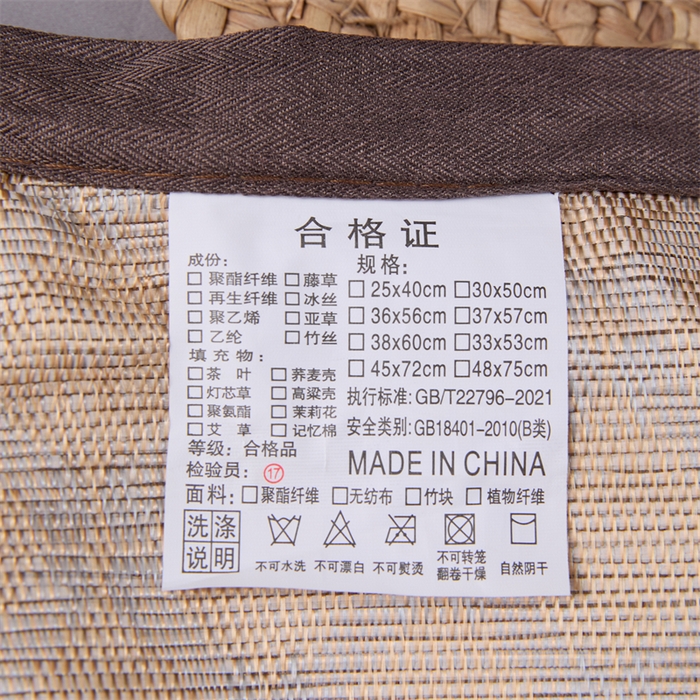 合格证
成份:
□聚酯纤维 □藤草
□再生纤维 □冰丝
□聚乙烯 □亚草
□乙纶 □竹丝
填充物:
□茶叶 □荞麦壳
□灯芯草 □高粱壳
□聚氨酯 □茉莉花
□艾草 □记忆棉
等级: 合格品
检验员: 17
规格:
□25x40cm □30x50cm
□36x56cm □37x57cm
□38x60cm □33x53cm
□45x72cm □48x75cm
执行标准: GB/T22796-2021
安全类别: GB18401-2010(B类)
MADE IN CHINA
面料: □聚酯纤维 □无纺布 □竹块 □植物纤维
洗涤
说明
不可水洗 不可漂白 不可熨烫 不可转笼
翻卷干燥 自然阴干